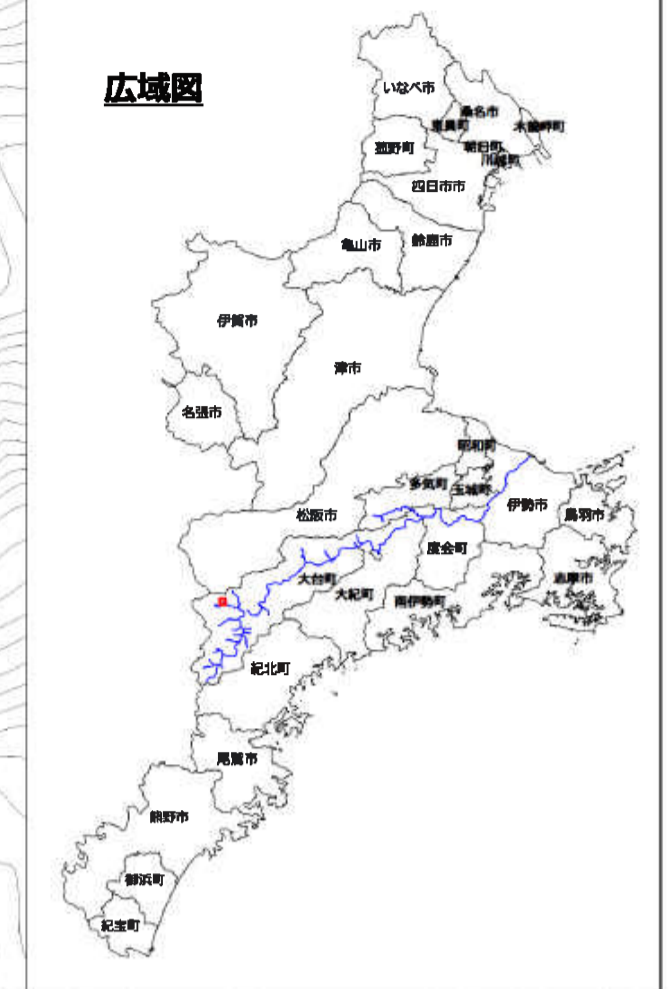 広域図
いなべ市
桑名市
東員町
木曽岬町
菰野町
朝日町
川越町
四日市市
亀山市
鈴鹿市
伊賀市
津市
名張市
明和町
多気町
玉城町
松阪市
伊勢市
鳥羽市
度会町
大台町
志摩市
大紀町
南伊勢町
紀北町
尾鷲市
熊野市
御浜町
紀宝町